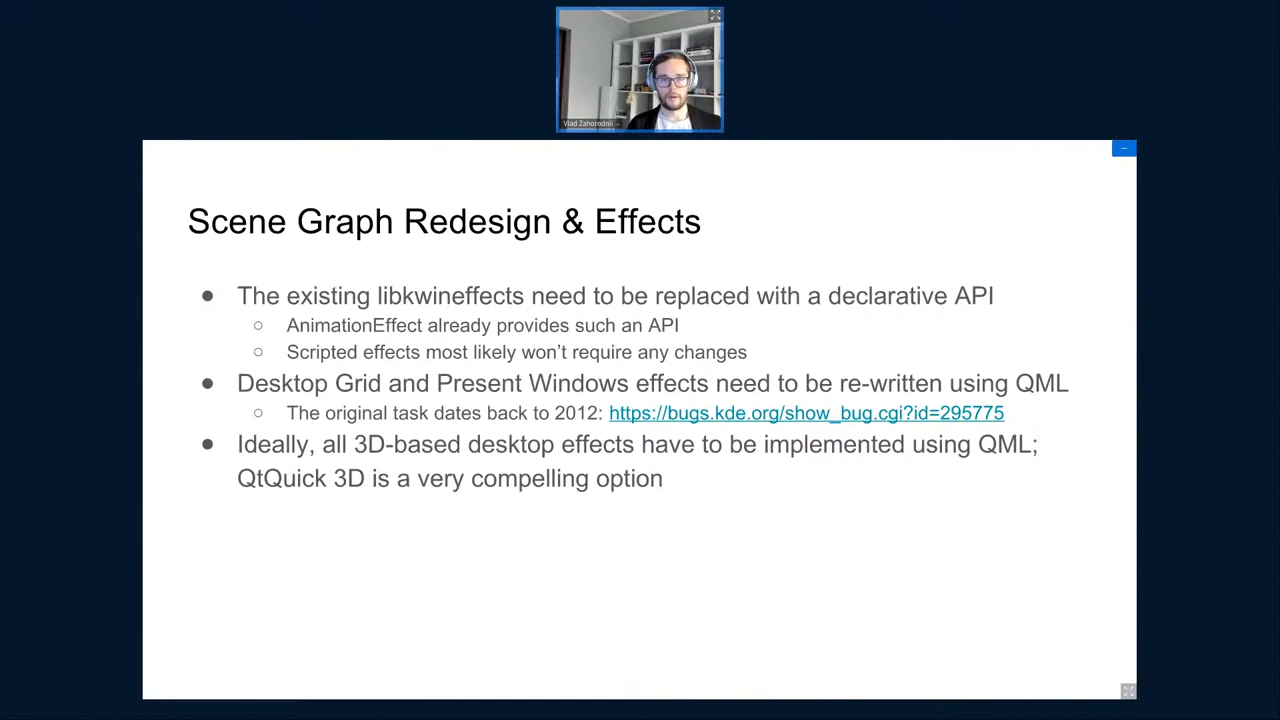 Vlad Zahorodnii
Scene Graph Redesign & Effects
● The existing libkwineffects need to be replaced with a declarative API
○ AnimationEffect already provides such an API
○ Scripted effects most likely won’t require any changes
● Desktop Grid and Present Windows effects need to be re-written using QML
○ The original task dates back to 2012: https://bugs.kde.org/show_bug.cgi?id=295775
● Ideally, all 3D-based desktop effects have to be implemented using QML;
QtQuick 3D is a very compelling option